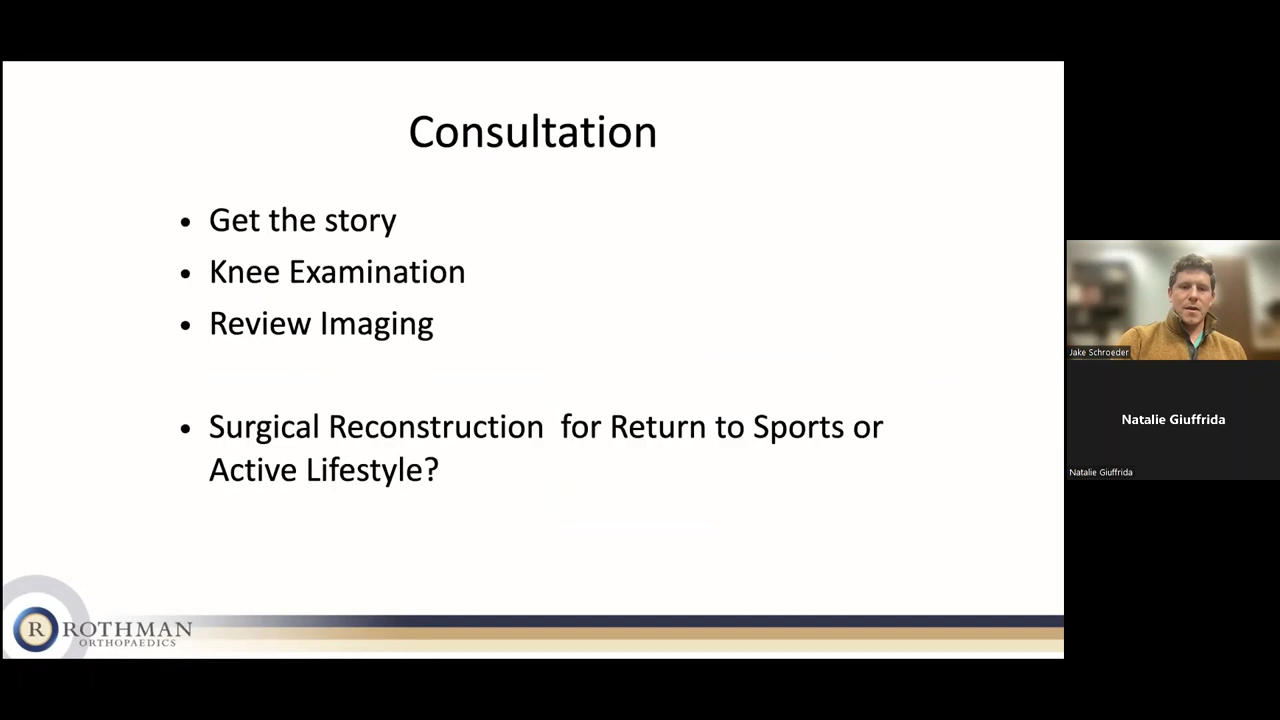 Consultation
• Get the story
• Knee Examination
• Review Imaging
• Surgical Reconstruction for Return to Sports or
Active Lifestyle?
R ROTHMAN
ORTHOPAEDICS
Jake Schroeder
Natalie Giuffrida
Natalie Giuffrida